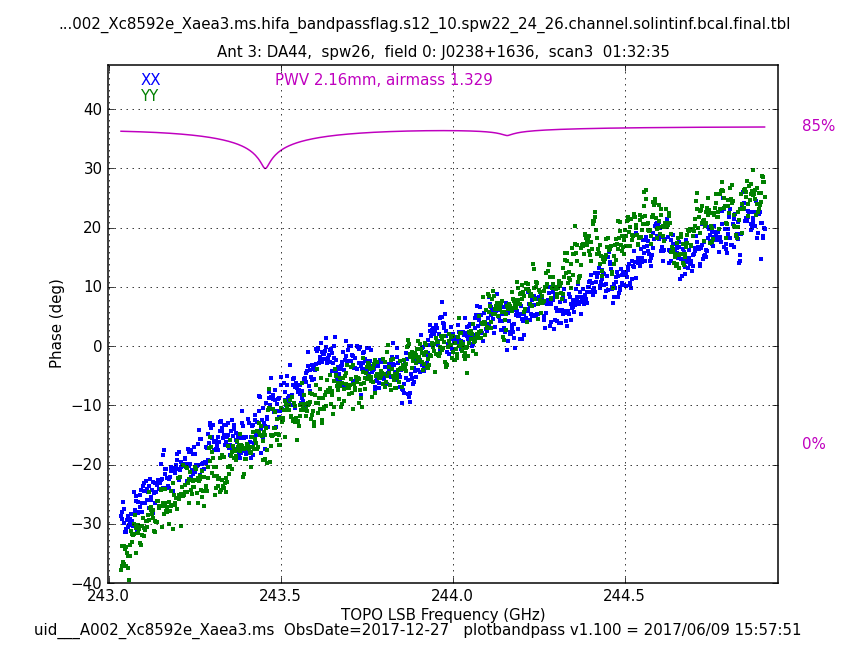 ...002_Xc8592e_Xaea3.ms.hifa_bandpassflag.s12_10.spw22_24_26.channel.solintinf.bcal.final.tbl
Ant 3: DA44,  spw26,  field 0: J0238+1636,  scan3  01:32:35
XX
PWV 2.16mm, airmass 1.329
YY
40
85%
30
20
10
0
−10
0%
−20
−30
−40
Phase (deg)
243.0 243.5 244.0 244.5
TOPO LSB Frequency (GHz)
uid___A002_Xc8592e_Xaea3.ms  ObsDate=2017-12-27   plotbandpass v1.100 = 2017/06/09 15:57:51